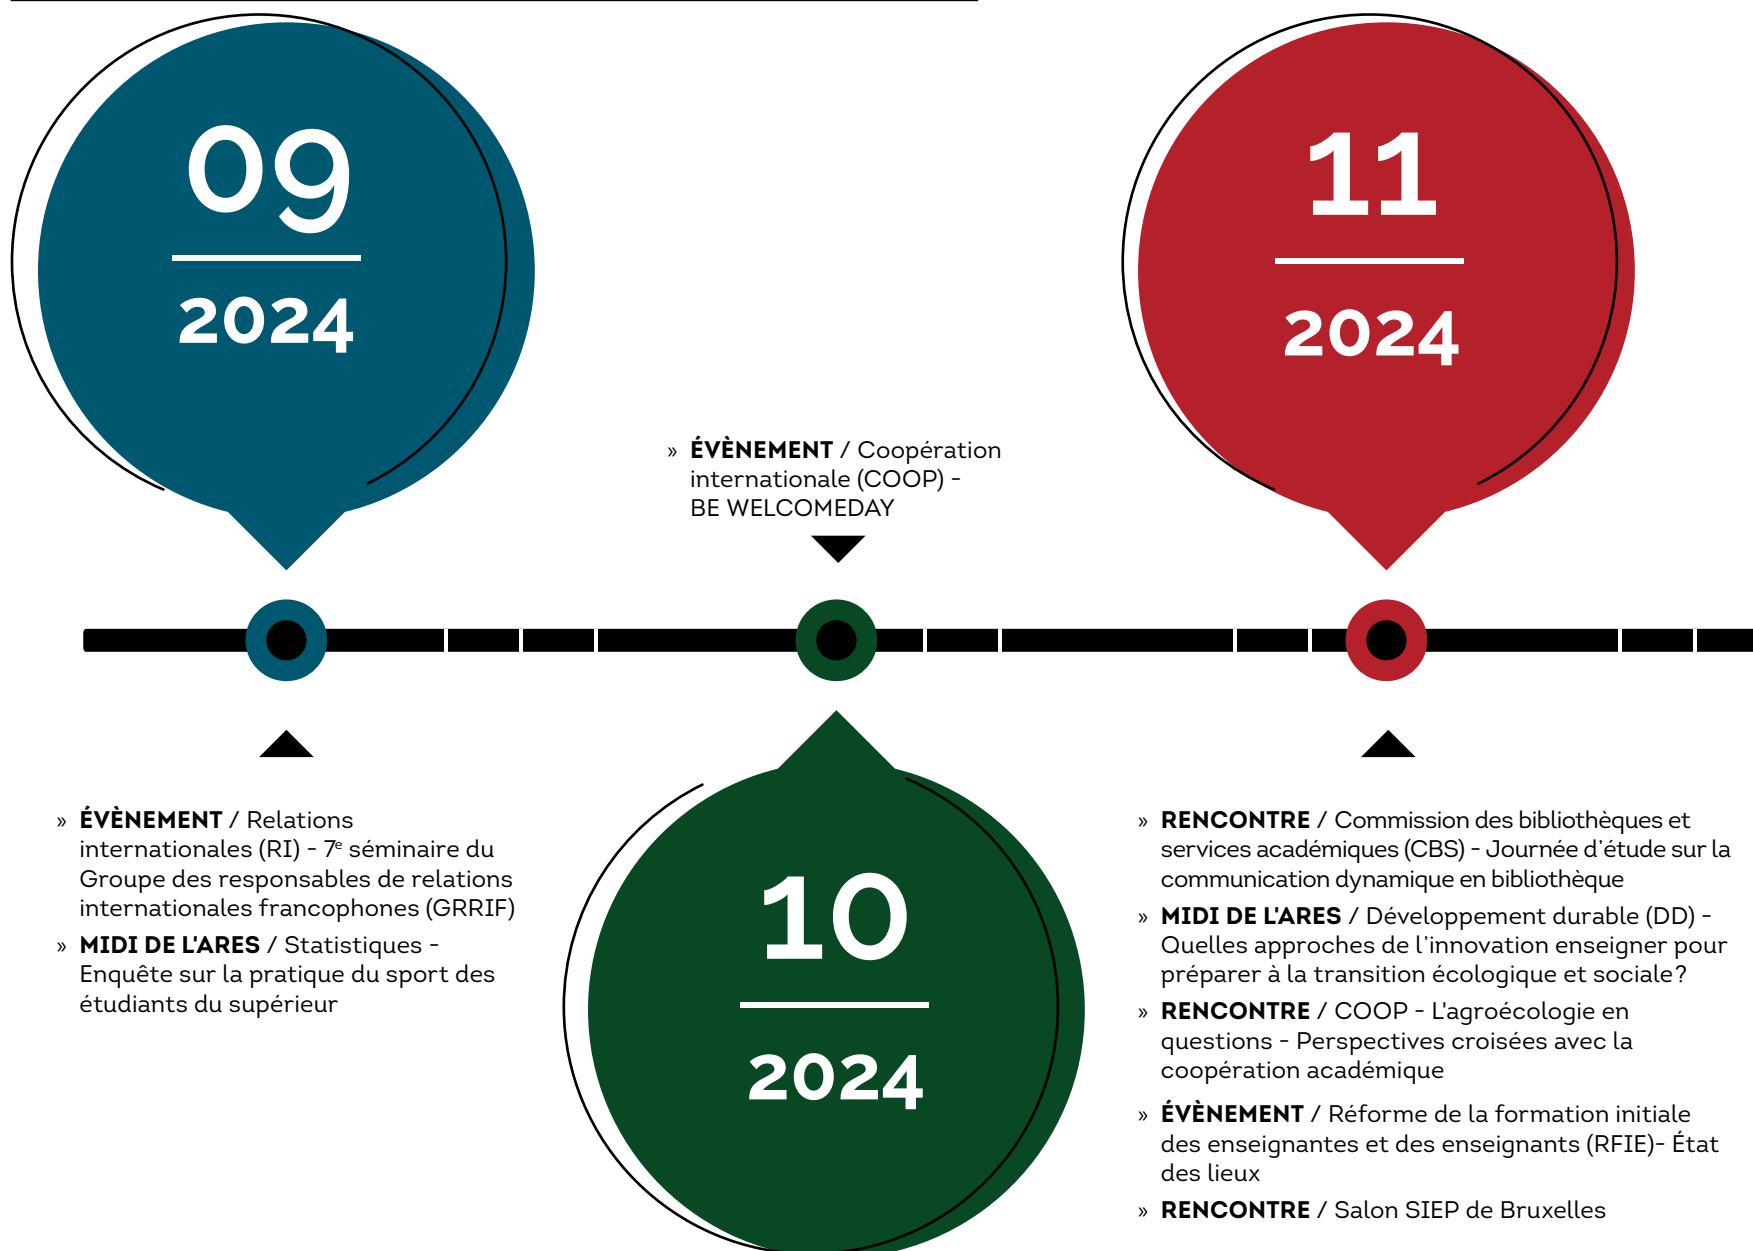 09
2024
» ÉVÈNEMENT / Relations
internationales (RI) - 7e séminaire du
Groupe des responsables de relations
internationales francophones (GRRIF)
» MIDI DE L'ARES / Statistiques -
Enquête sur la pratique du sport des
étudiants du supérieur
» ÉVÈNEMENT / Coopération
internationale (COOP) -
BE WELCOMEDAY
10
2024
11
2024
» RENCONTRE / Commission des bibliothèques et
services académiques (CBS) - Journée d'étude sur la
communication dynamique en bibliothèque
» MIDI DE L'ARES / Développement durable (DD) -
Quelles approches de l'innovation enseigner pour
préparer à la transition écologique et sociale?
» RENCONTRE / COOP - L'agroécologie en
questions - Perspectives croisées avec la
coopération académique
» ÉVÈNEMENT / Réforme de la formation initiale
des enseignantes et des enseignants (RFIE)- État
des lieux
» RENCONTRE / Salon SIEP de Bruxelles